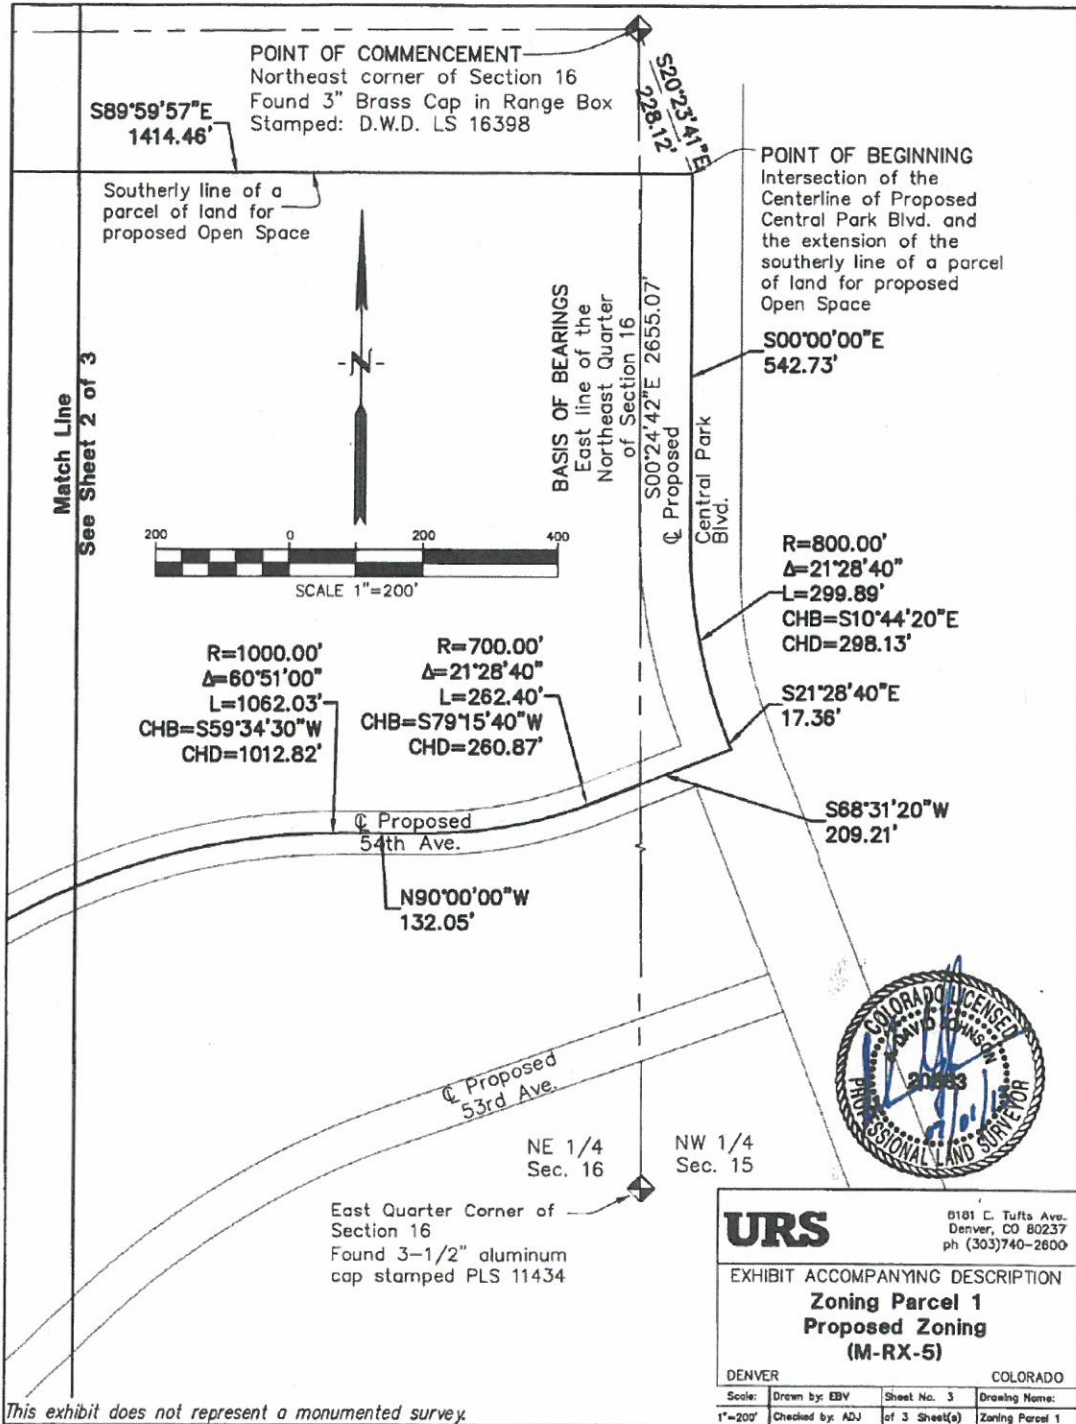 POINT OF COMMENCEMENT
Northeast corner of Section 16
Found 3" Brass Cap in Range Box
Stamped: D.W.D. LS 16398
S20°23'41"E
228.12'
S89°59'57"E
1414.46'
Southerly line of a
parcel of land for
proposed Open Space
POINT OF BEGINNING
Intersection of the
Centerline of Proposed
Central Park Blvd. and
the extension of the
southerly line of a parcel
of land for proposed
Open Space
Match Line
See Sheet 2 of 3
N
BASIS OF BEARINGS
East line of the
Northeast Quarter
of Section 16
S00°24'42"E 2655.07'
℄ Proposed
Central Park
Blvd.
S00°00'00"E
542.73'
200 0 200 400
SCALE 1"=200'
R=800.00'
Δ=21°28'40"
L=299.89'
CHB=S10°44'20"E
CHD=298.13'
R=1000.00'
Δ=60°51'00"
L=1062.03'
CHB=S59°34'30"W
CHD=1012.82'
R=700.00'
Δ=21°28'40"
L=262.40'
CHB=S79°15'40"W
CHD=260.87'
S21°28'40"E
17.36'
S68°31'20"W
209.21'
℄ Proposed
54th Ave.
N90°00'00"W
132.05'
℄ Proposed
53rd Ave.
NE 1/4
Sec. 16
NW 1/4
Sec. 15
East Quarter Corner of
Section 16
Found 3-1/2" aluminum
cap stamped PLS 11434
COLORADO LICENSED
DAVID JOHNSON
PROFESSIONAL LAND SURVEYOR
URS
8181 E. Tufts Ave.
Denver, CO 80237
ph (303)740-2600
EXHIBIT ACCOMPANYING DESCRIPTION
Zoning Parcel 1
Proposed Zoning
(M-RX-5)
DENVER COLORADO
Scale: Drawn by: EBV Sheet No. 3 Drawing Name:
1"=200' Checked by: ADJ of 3 Sheet(s) Zoning Parcel 1
This exhibit does not represent a monumented survey.